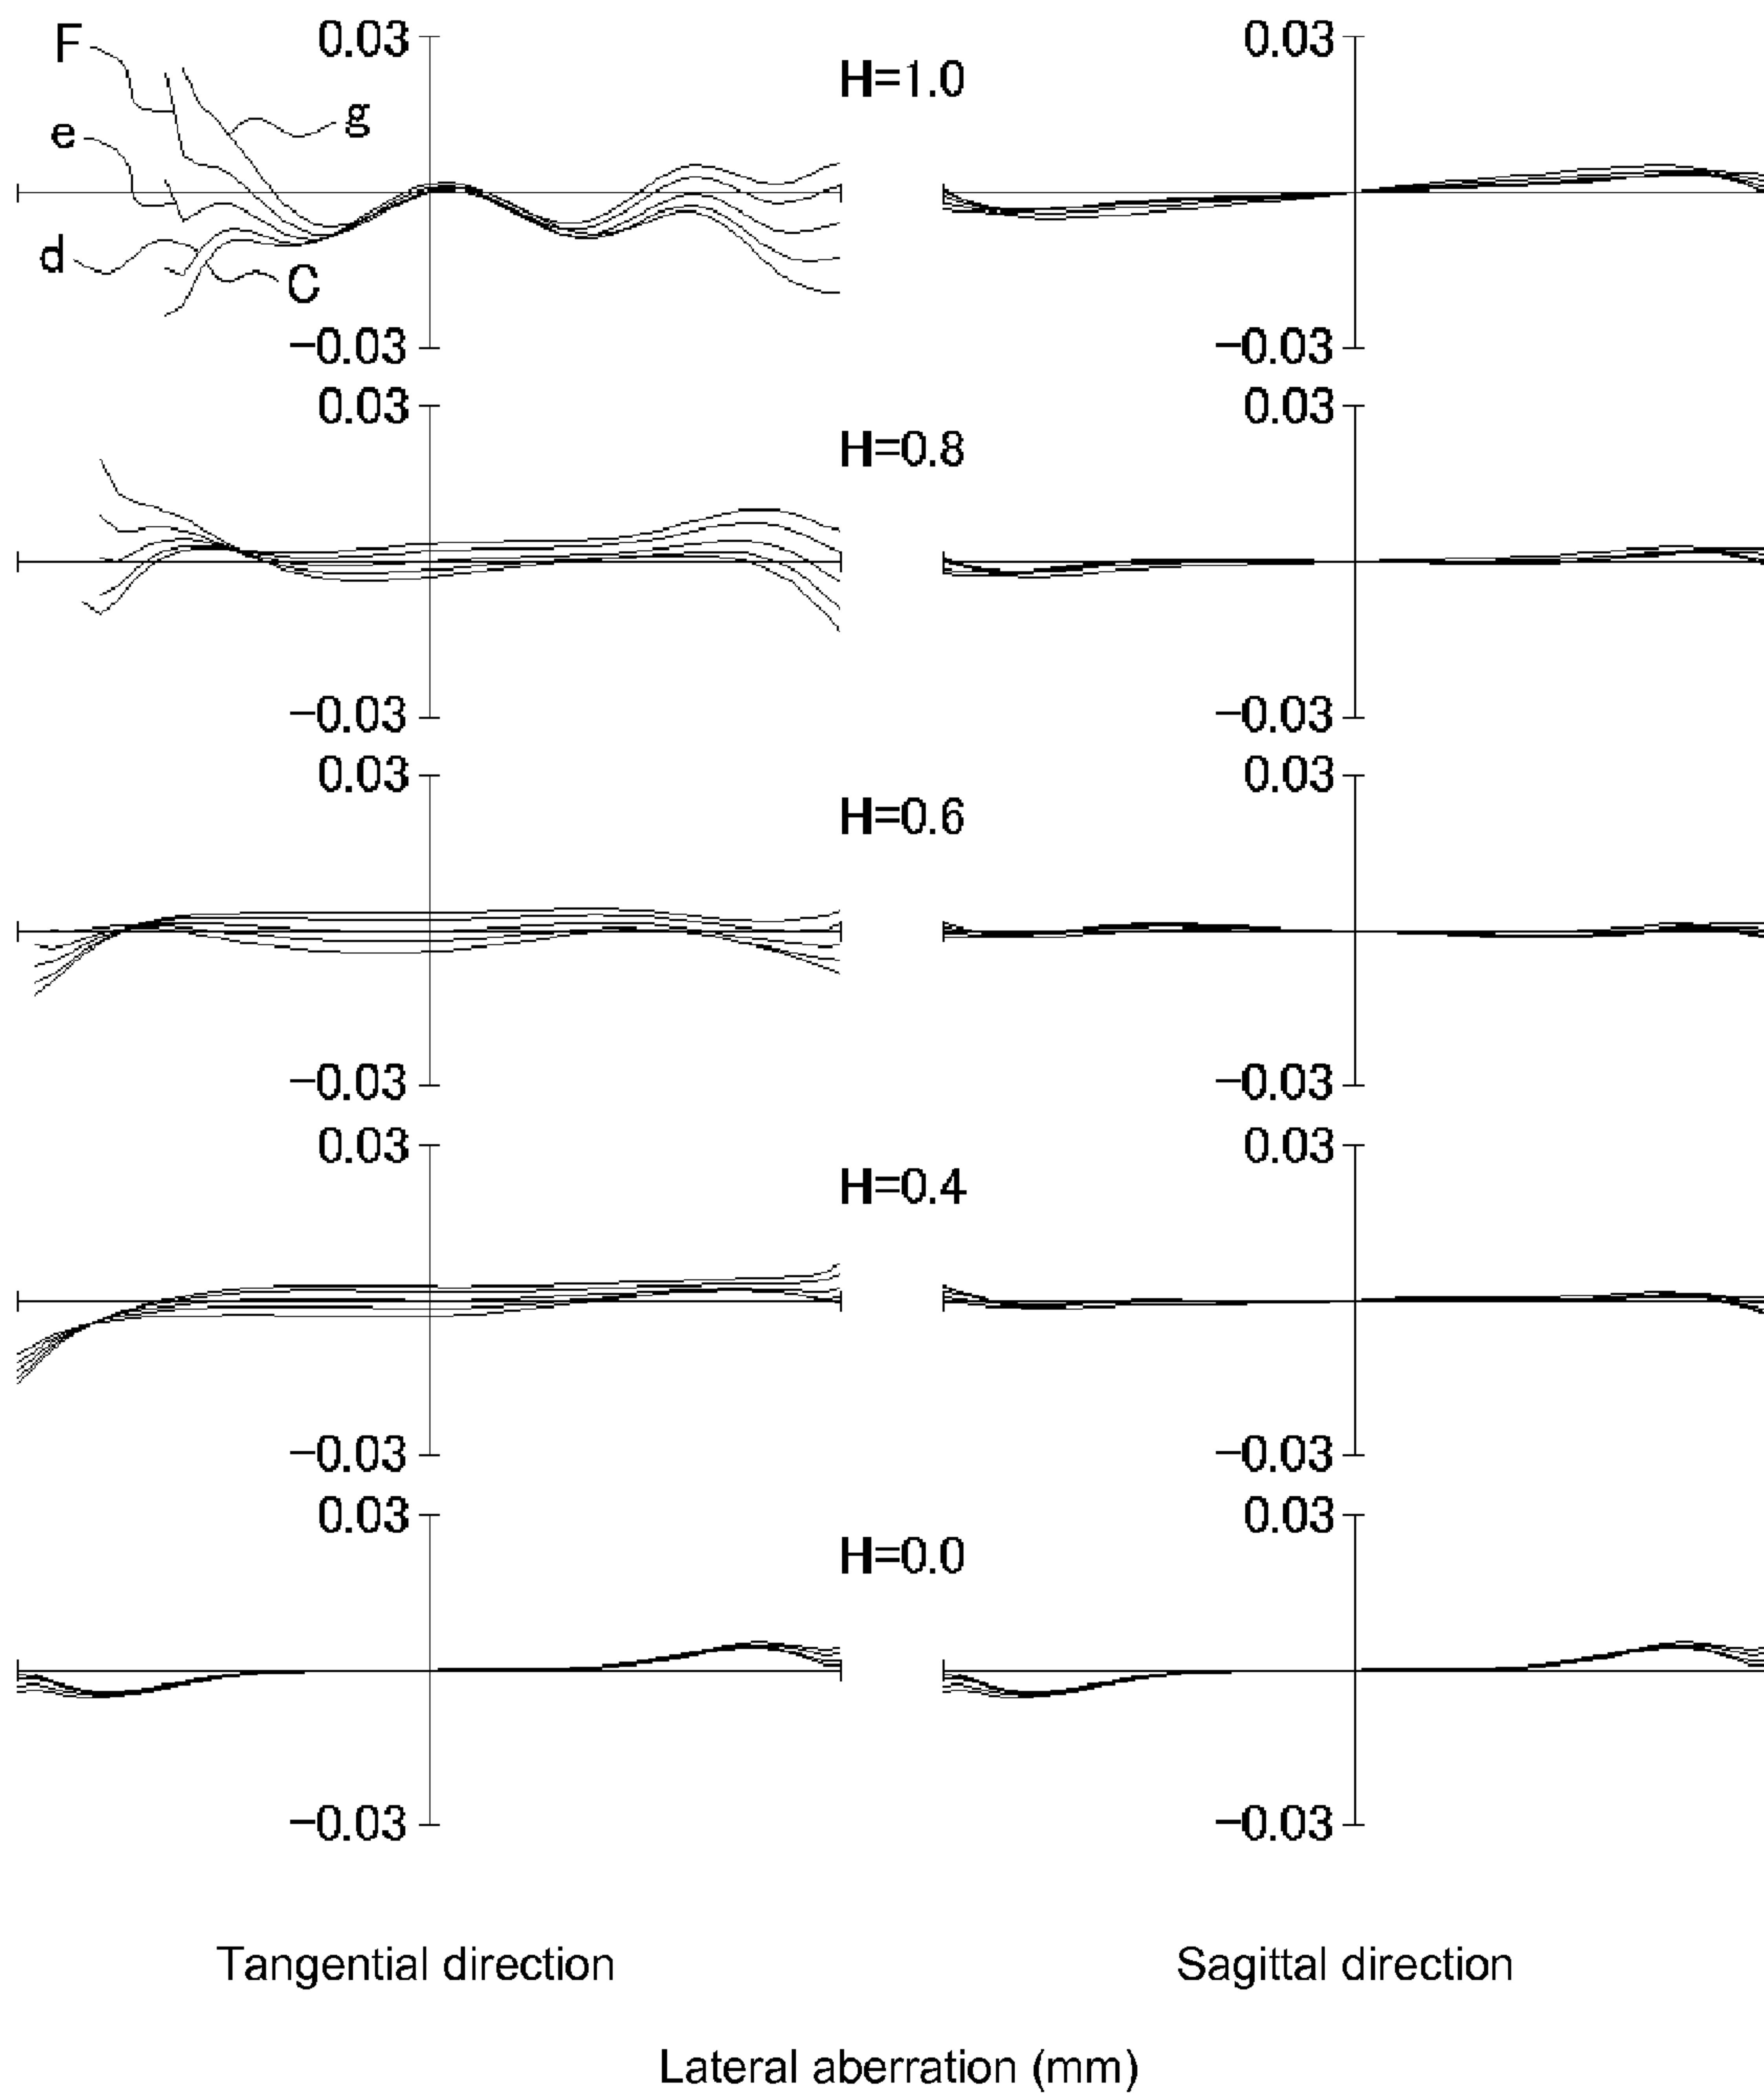 0.03
0.03
F
H=1.0
g
e
d
C
−0.03
−0.03
0.03
0.03
H=0.8
−0.03
−0.03
0.03
0.03
H=0.6
−0.03
−0.03
0.03
0.03
H=0.4
−0.03
−0.03
0.03
0.03
H=0.0
−0.03
−0.03
Tangential direction
Sagittal direction
Lateral aberration (mm)